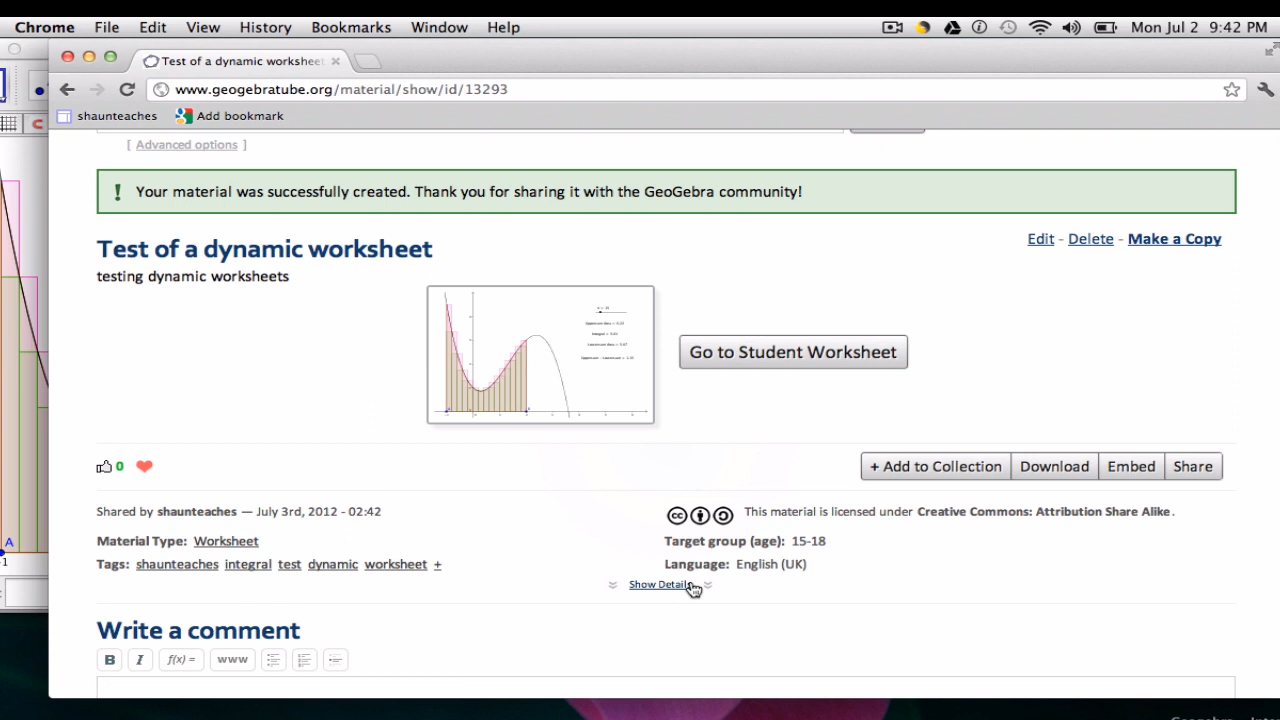 Chrome File Edit View History Bookmarks Window Help Mon Jul 2 9:42 PM
Test of a dynamic workshee
www.geogebratube.org/material/show/id/13293
shaunteaches Add bookmark
[ Advanced options ]
! Your material was successfully created. Thank you for sharing it with the GeoGebra community!
Test of a dynamic worksheet
Edit - Delete - Make a Copy
testing dynamic worksheets
Go to Student Worksheet
0
+ Add to Collection Download Embed Share
Shared by shaunteaches — July 3rd, 2012 - 02:42
This material is licensed under Creative Commons: Attribution Share Alike.
Material Type: Worksheet
Target group (age): 15-18
Tags: shaunteaches integral test dynamic worksheet +
Language: English (UK)
Show Details
A
-1
Write a comment
B I f(x) = www